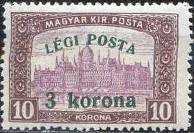 MAGYAR KIR. POSTA
LÉGI POSTA
3 korona
10 10
KORONA